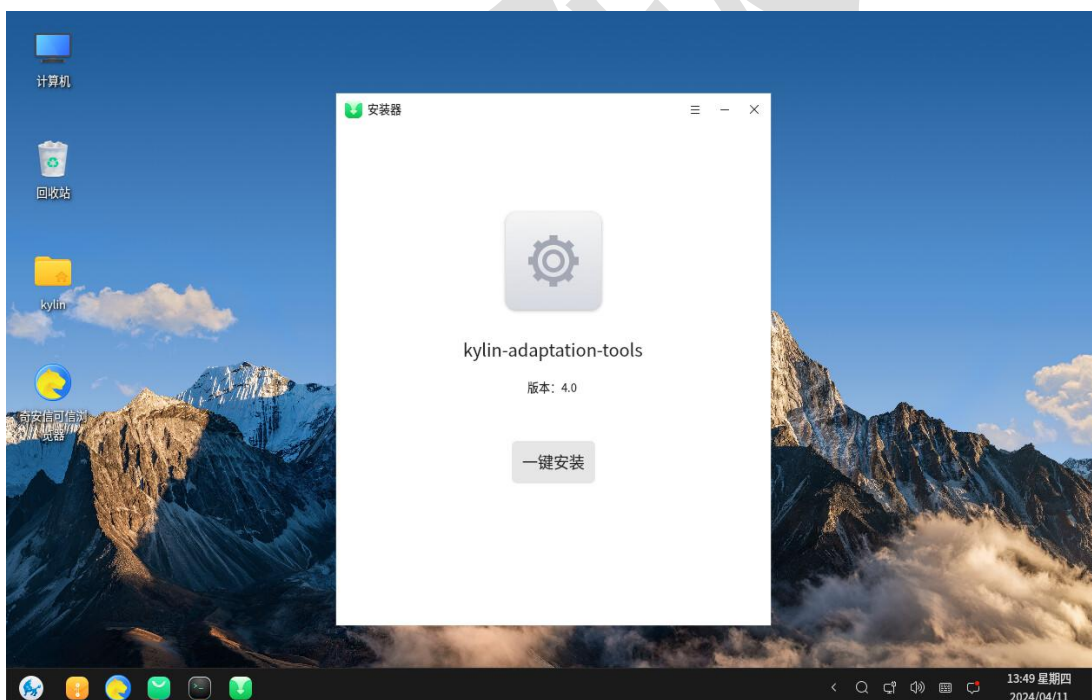 计算机
回收站
kylin
奇安信可信浏
览器
安装器
kylin-adaptation-tools
版本: 4.0
一键安装
13:49 星期四
2024/04/11